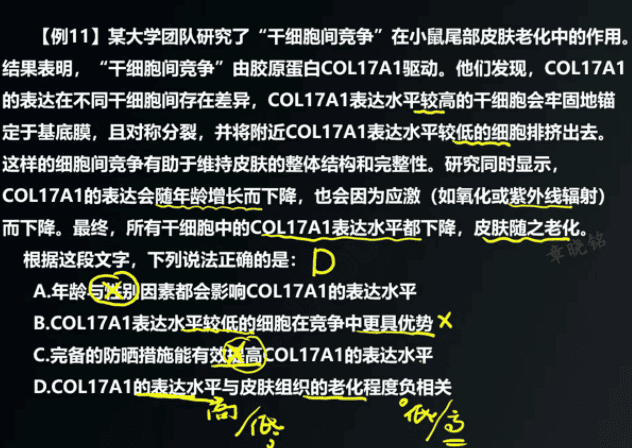 【例11】某大学团队研究了“干细胞间竞争”在小鼠尾部皮肤老化中的作用。
结果表明，“干细胞间竞争”由胶原蛋白COL17A1驱动。他们发现，COL17A1
的表达在不同干细胞间存在差异，COL17A1表达水平较高的干细胞会牢固地锚
定于基底膜，且对称分裂，并将附近COL17A1表达水平较低的细胞排挤出去。
这样的细胞间竞争有助于维持皮肤的整体结构和完整性。研究同时显示，
COL17A1的表达会随年龄增长而下降，也会因为应激（如氧化或紫外线辐射）
而下降。最终，所有干细胞中的COL17A1表达水平都下降，皮肤随之老化。
章晓铭
根据这段文字，下列说法正确的是： D
A.年龄与性别因素都会影响COL17A1的表达水平
B.COL17A1表达水平较低的细胞在竞争中更具优势 ×
C.完备的防晒措施能有效提高COL17A1的表达水平
D.COL17A1的表达水平与皮肤组织的老化程度负相关
高/低 低/高